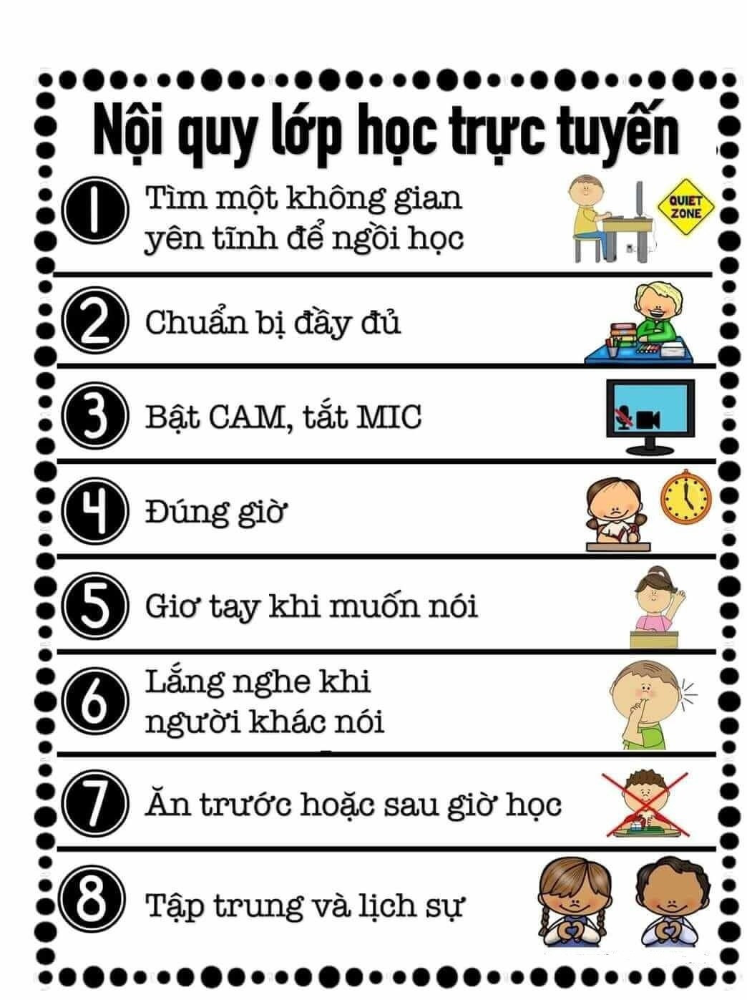 Nội quy lớp học trực tuyến
1
Tìm một không gian
yên tĩnh để ngồi học
QUIET
ZONE
2
Chuẩn bị đầy đủ
3
Bật CAM, tắt MIC
4
Đúng giờ
5
Giơ tay khi muốn nói
6
Lắng nghe khi
người khác nói
7
Ăn trước hoặc sau giờ học
8
Tập trung và lịch sự